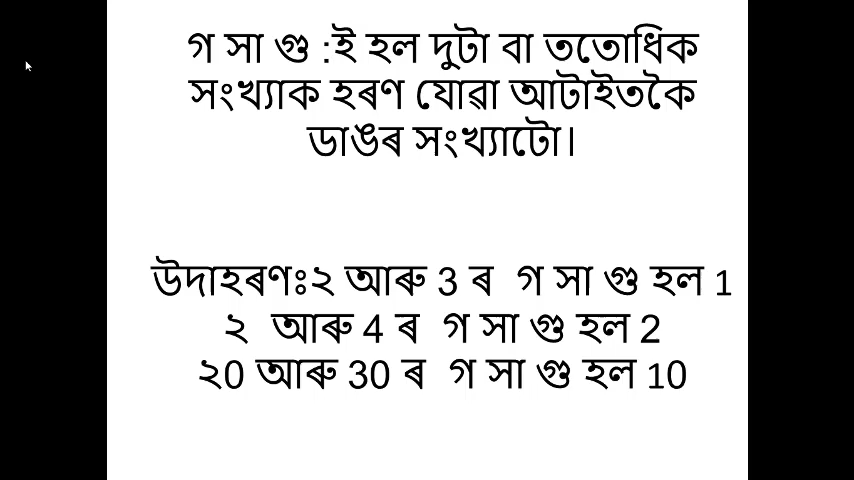 গ সা গু :ই হল দুটা বা ততোধিক
সংখ্যাক হৰণ যোৱা আটাইতকৈ
ডাঙৰ সংখ্যাটো।
উদাহৰণঃ২ আৰু 3 ৰ গ সা গু হল 1
২ আৰু 4 ৰ গ সা গু হল 2
২0 আৰু 30 ৰ গ সা গু হল 10